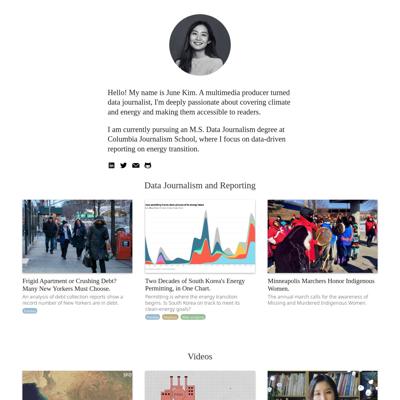 Hello! My name is June Kim. A multimedia producer turned
data journalist, I'm deeply passionate about covering climate
and energy and making them accessible to readers.
I am currently pursuing an M.S. Data Journalism degree at
Columbia Journalism School, where I focus on data-driven
reporting on energy transition.
Data Journalism and Reporting
Frigid Apartment or Crushing Debt?
Many New Yorkers Must Choose.
An analysis of debt collection reports show a
record number of New Yorkers are in debt.
Two Decades of South Korea's Energy
Permitting, in One Chart.
Permitting is where the energy transition
begins. Is South Korea on track to meet its
clean-energy goals?
Minneapolis Marchers Honor Indigenous
Women.
The annual march calls for the awareness of
Missing and Murdered Indigenous Women.
Videos